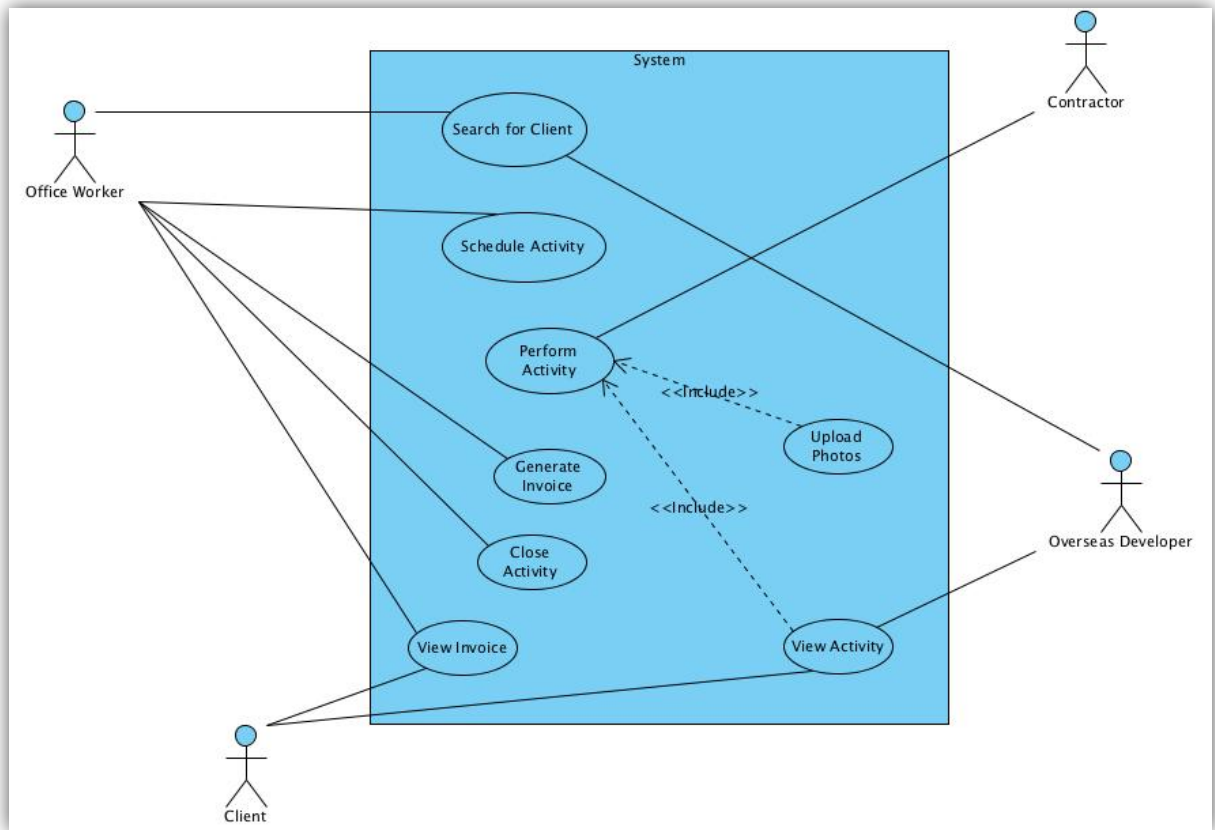 System
Contractor
Search for Client
Office Worker
Schedule Activity
Perform
Activity
<<Include>>
Upload
Photos
Generate
Invoice
<<Include>>
Overseas Developer
Close
Activity
View Invoice
View Activity
Client